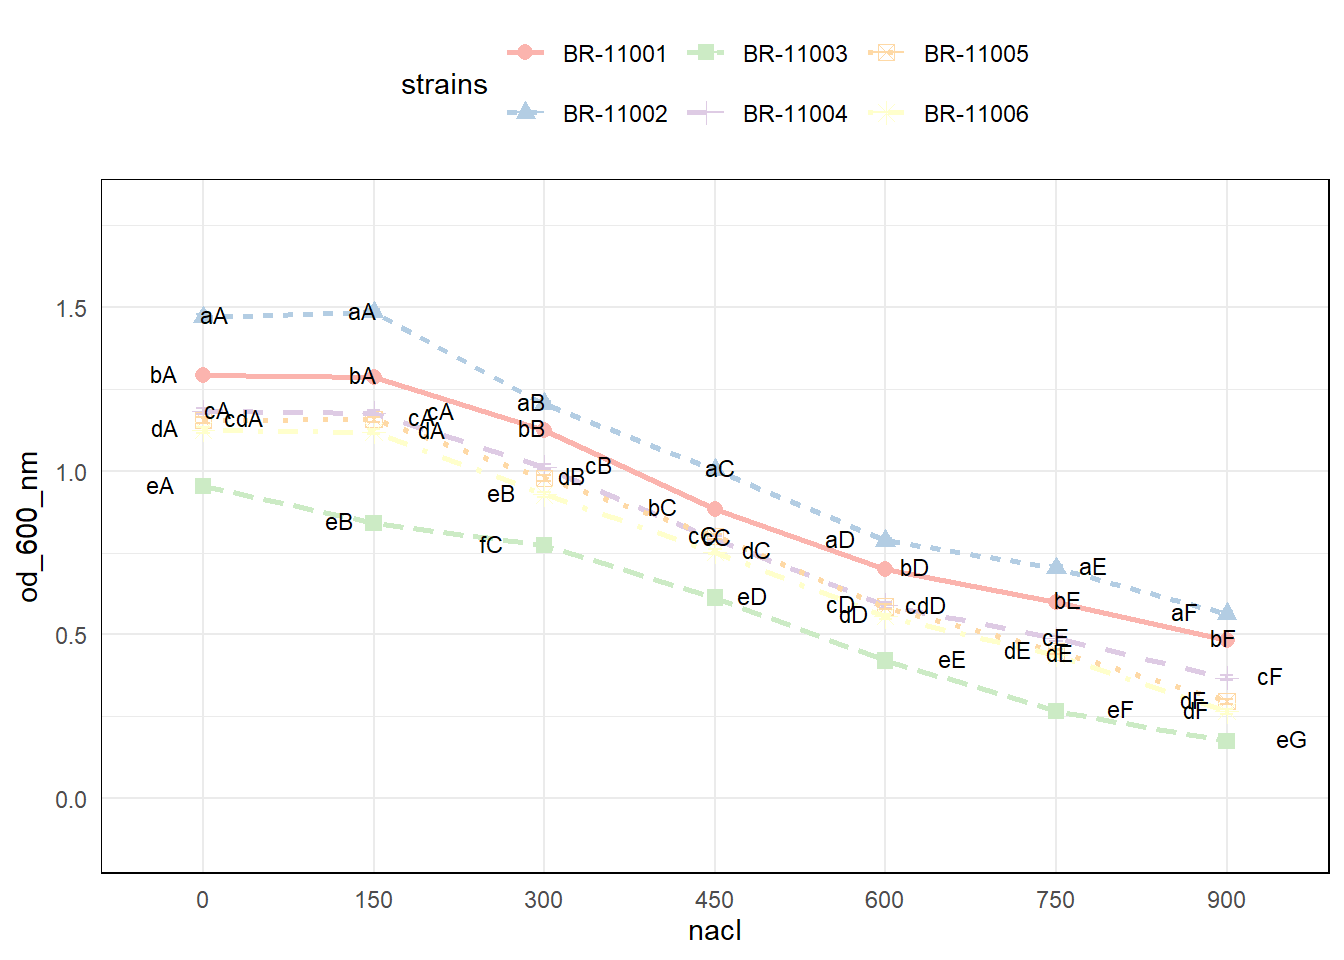 BR-11001 BR-11003 BR-11005
strains
BR-11002 BR-11004 BR-11006
od_600_nm
1.5
1.0
0.5
0.0
aA aA
bA bA aB
cA cdA cA cA
dA dA bB
eA eB dB cB aC
eB fC bC
cC cC dC aD
eD cD dD cdD bD aE
eE dE cE dE bE aF
eF dF dF bF cF
eG
0 150 300 450 600 750 900
nacl